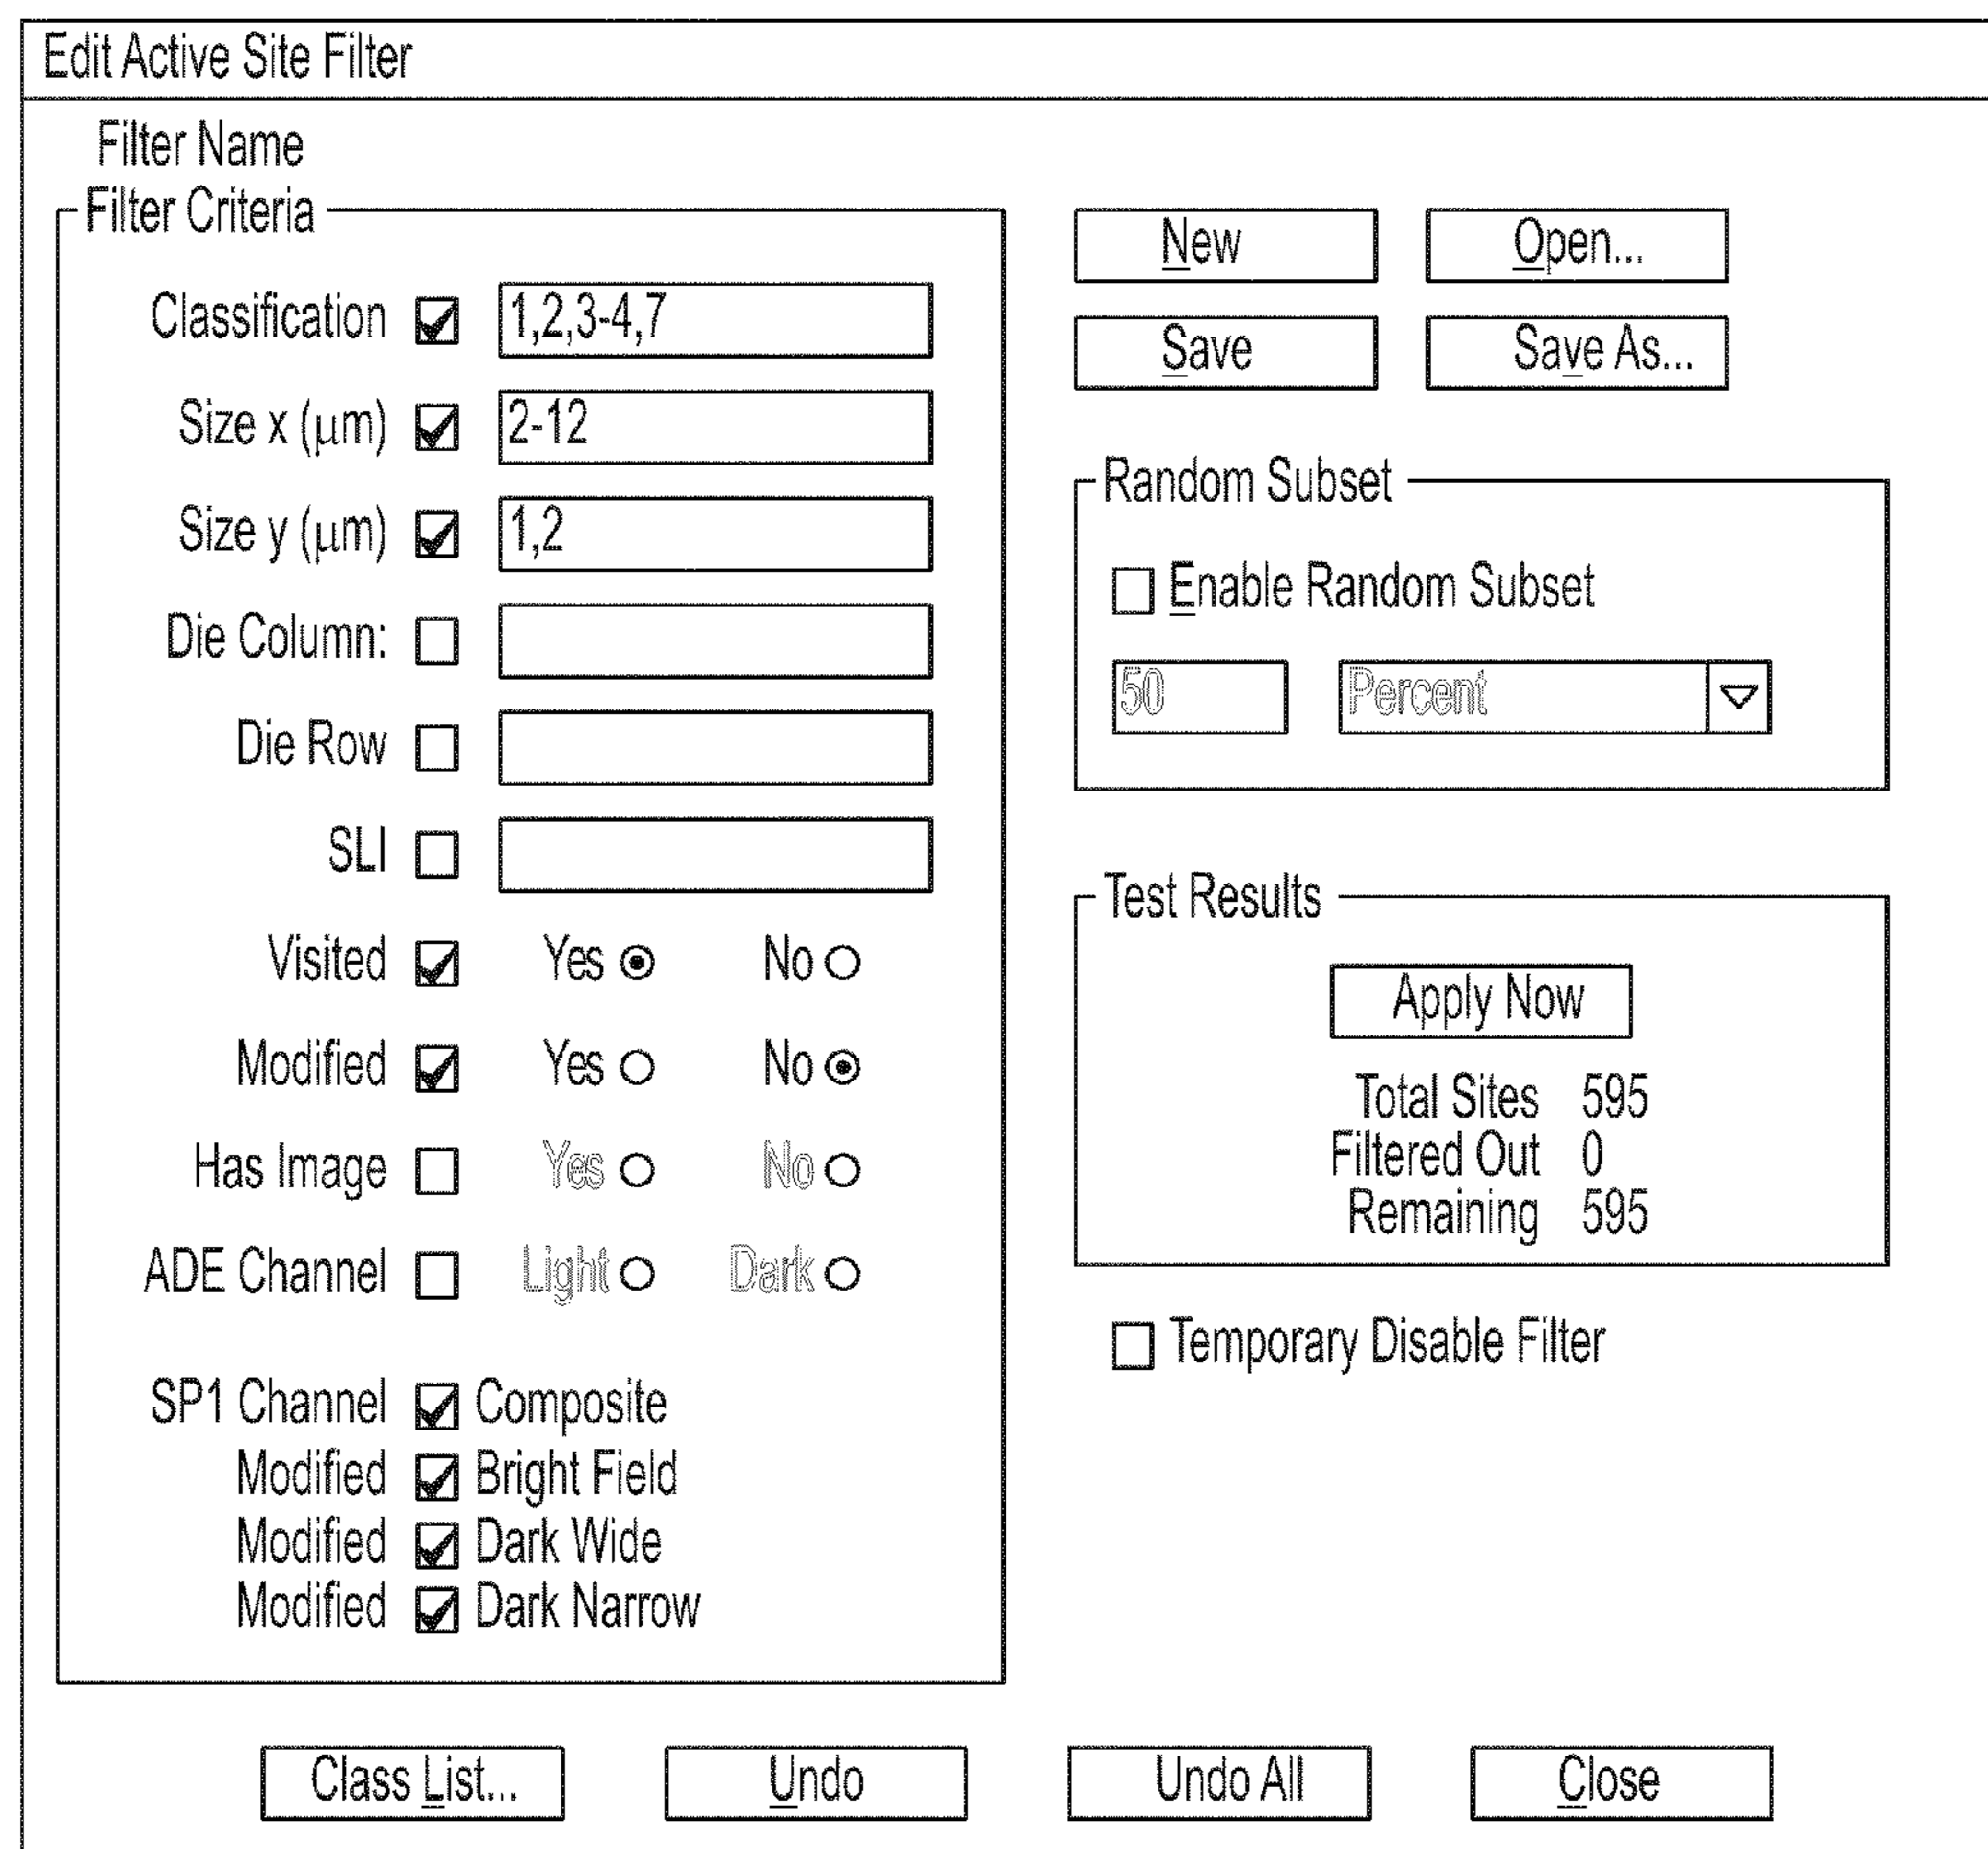 Edit Active Site Filter
Filter Name
Filter Criteria
Classification 1,2,3-4,7
Size x (µm) 2-12
Size y (µm) 1,2
Die Column:
Die Row
SLI
Visited Yes No
Modified Yes No
Has Image Yes No
ADE Channel Light Dark
SP1 Channel Composite
Modified Bright Field
Modified Dark Wide
Modified Dark Narrow
New Open...
Save Save As...
Random Subset
Enable Random Subset
50 Percent
Test Results
Apply Now
Total Sites 595
Filtered Out 0
Remaining 595
Temporary Disable Filter
Class List... Undo Undo All Close